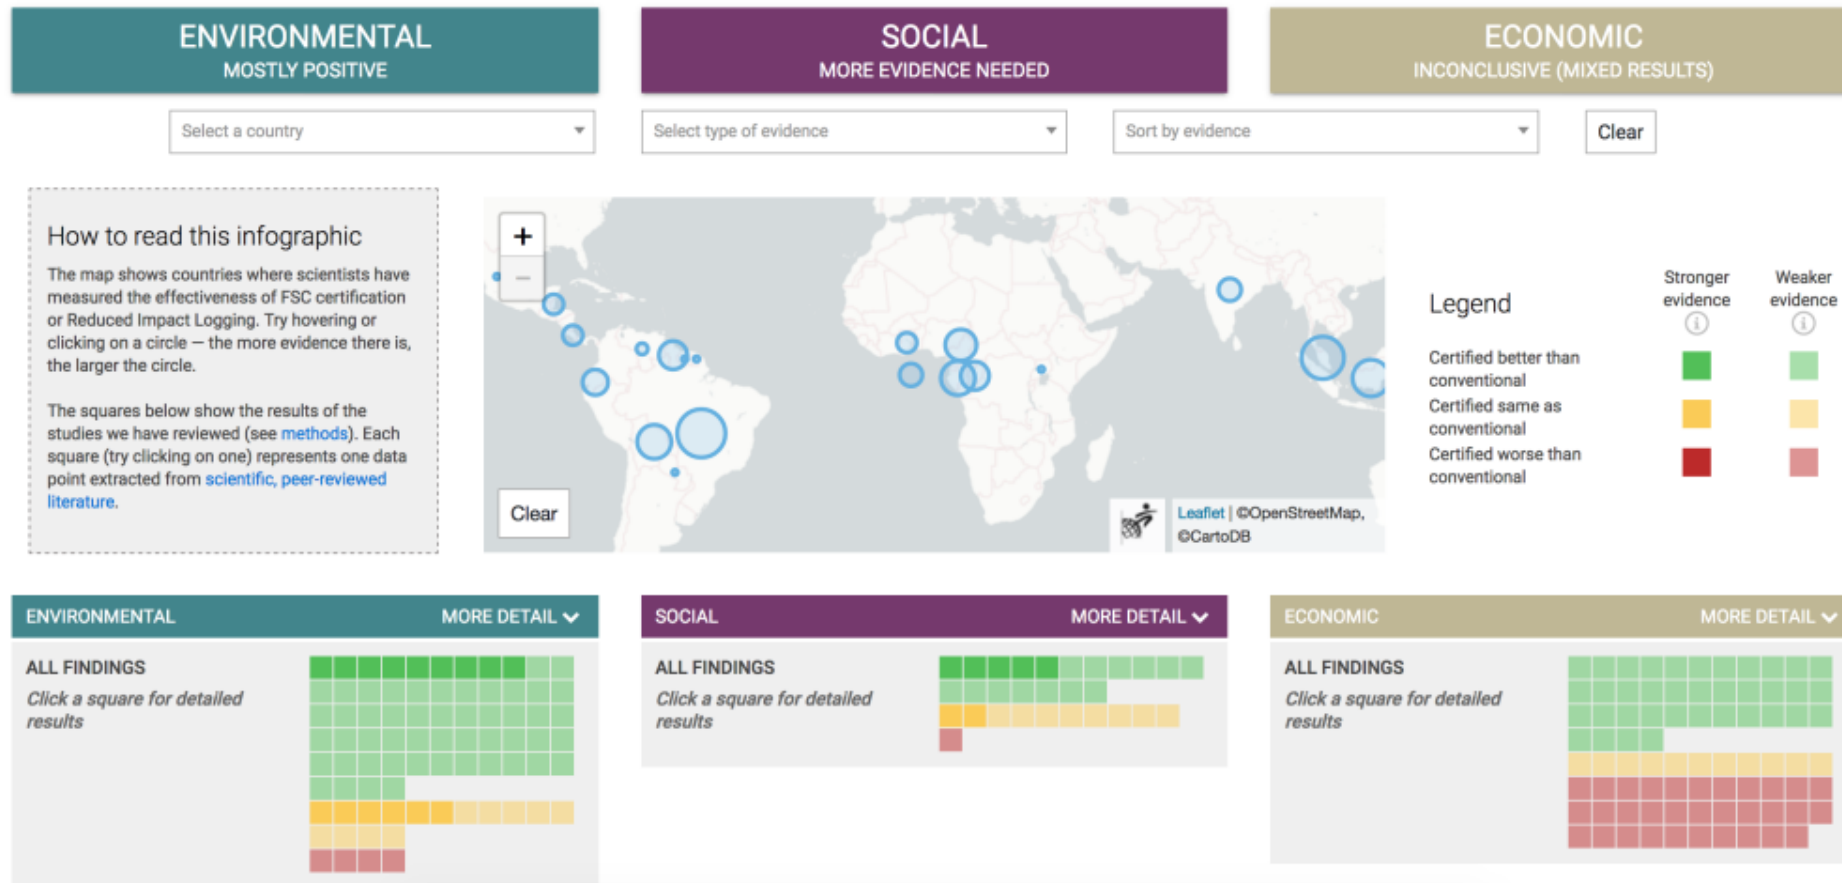 ENVIRONMENTAL
MOSTLY POSITIVE
SOCIAL
MORE EVIDENCE NEEDED
ECONOMIC
INCONCLUSIVE (MIXED RESULTS)
Select a country
Select type of evidence
Sort by evidence
Clear
How to read this infographic
The map shows countries where scientists have
measured the effectiveness of FSC certification
or Reduced Impact Logging. Try hovering or
clicking on a circle — the more evidence there is,
the larger the circle.
The squares below show the results of the
studies we have reviewed (see methods). Each
square (try clicking on one) represents one data
point extracted from scientific, peer-reviewed
literature.
+
−
Clear
Leaflet | ©OpenStreetMap,
©CartoDB
Legend
Stronger
evidence
Weaker
evidence
Certified better than
conventional
Certified same as
conventional
Certified worse than
conventional
ENVIRONMENTAL MORE DETAIL
ALL FINDINGS
Click a square for detailed
results
SOCIAL MORE DETAIL
ALL FINDINGS
Click a square for detailed
results
ECONOMIC MORE DETAIL
ALL FINDINGS
Click a square for detailed
results